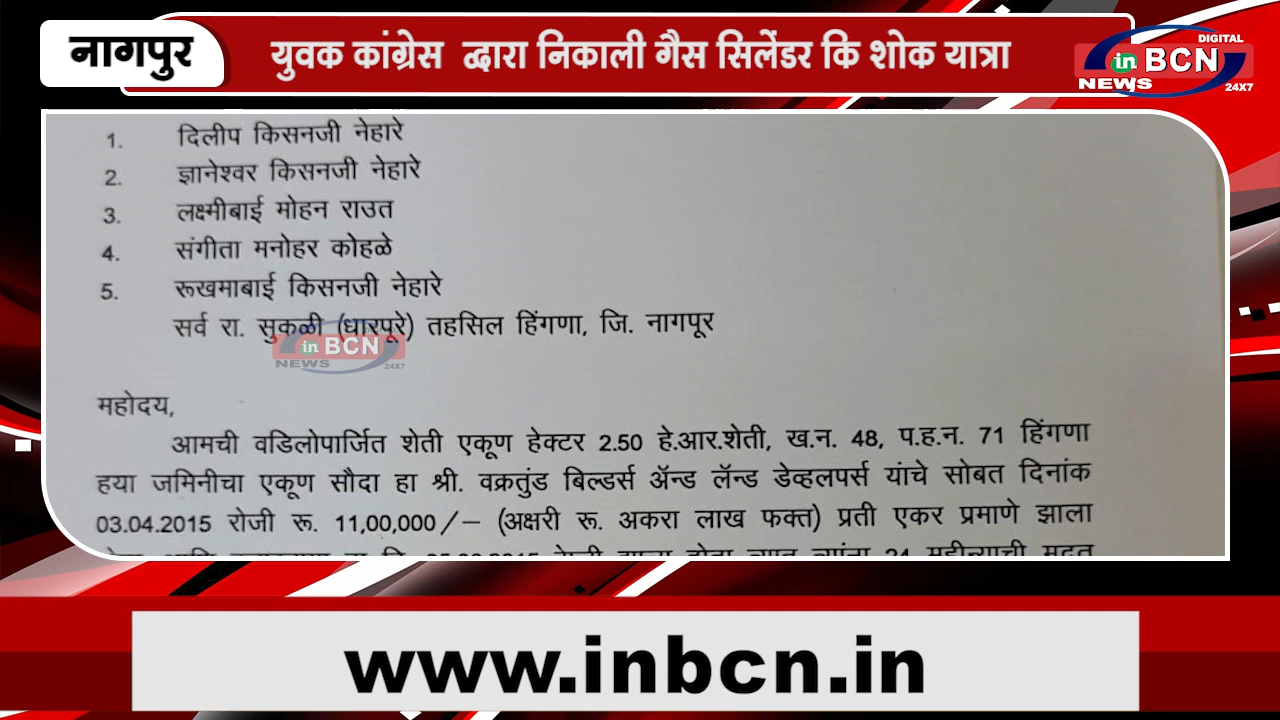 नागपुर
युवक कांग्रेस द्वारा निकाली गैस सिलेंडर कि शोक यात्रा
DIGITAL
in BCN
NEWS 24X7
1. दिलीप किसनजी नेहारे
2. ज्ञानेश्वर किसनजी नेहारे
3. लक्ष्मीबाई मोहन राउत
4. संगीता मनोहर कोहळे
5. रूखमाबाई किसनजी नेहारे
सर्व रा. सुकळी (धारपूरे) तहसिल हिंगणा, जि. नागपूर
in BCN
NEWS 24X7
महोदय,
आमची वडिलोपार्जित शेती एकूण हेक्टर 2.50 हे.आर.शेती, ख.न. 48, प.ह.न. 71 हिंगणा
हया जमिनीचा एकूण सौदा हा श्री. वक्रतुंड बिल्डर्स ॲन्ड लॅन्ड डेव्हलपर्स यांचे सोबत दिनांक
03.04.2015 रोजी रू. 11,00,000/– (अक्षरी रू. अकरा लाख फक्त) प्रती एकर प्रमाणे झाला
www.inbcn.in